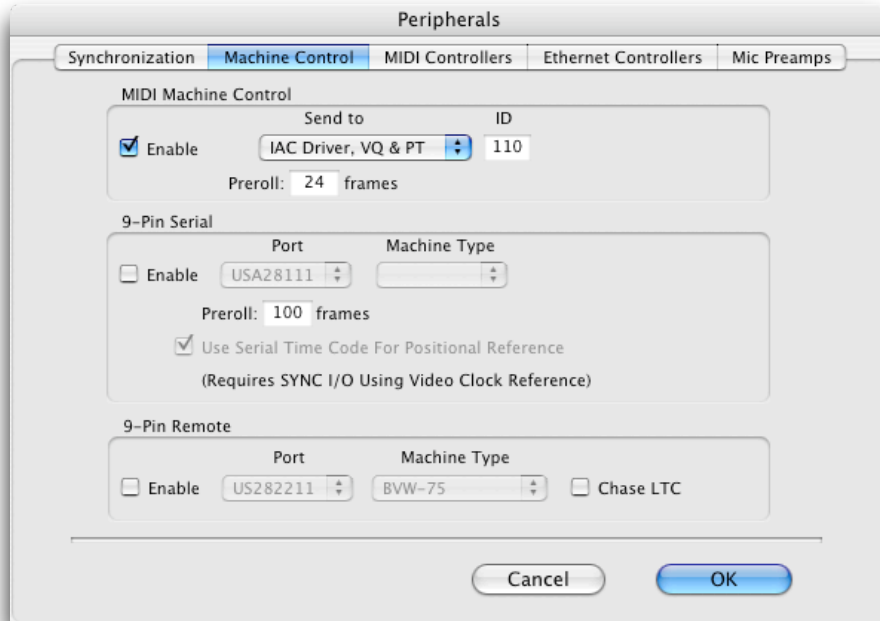 Peripherals
Synchronization Machine Control MIDI Controllers Ethernet Controllers Mic Preamps
MIDI Machine Control
Send to ID
Enable IAC Driver, VQ & PT 110
Preroll: 24 frames
9-Pin Serial
Port Machine Type
Enable USA28111
Preroll: 100 frames
Use Serial Time Code For Positional Reference
(Requires SYNC I/O Using Video Clock Reference)
9-Pin Remote
Port Machine Type
Enable US282211 BVW-75 Chase LTC
Cancel OK